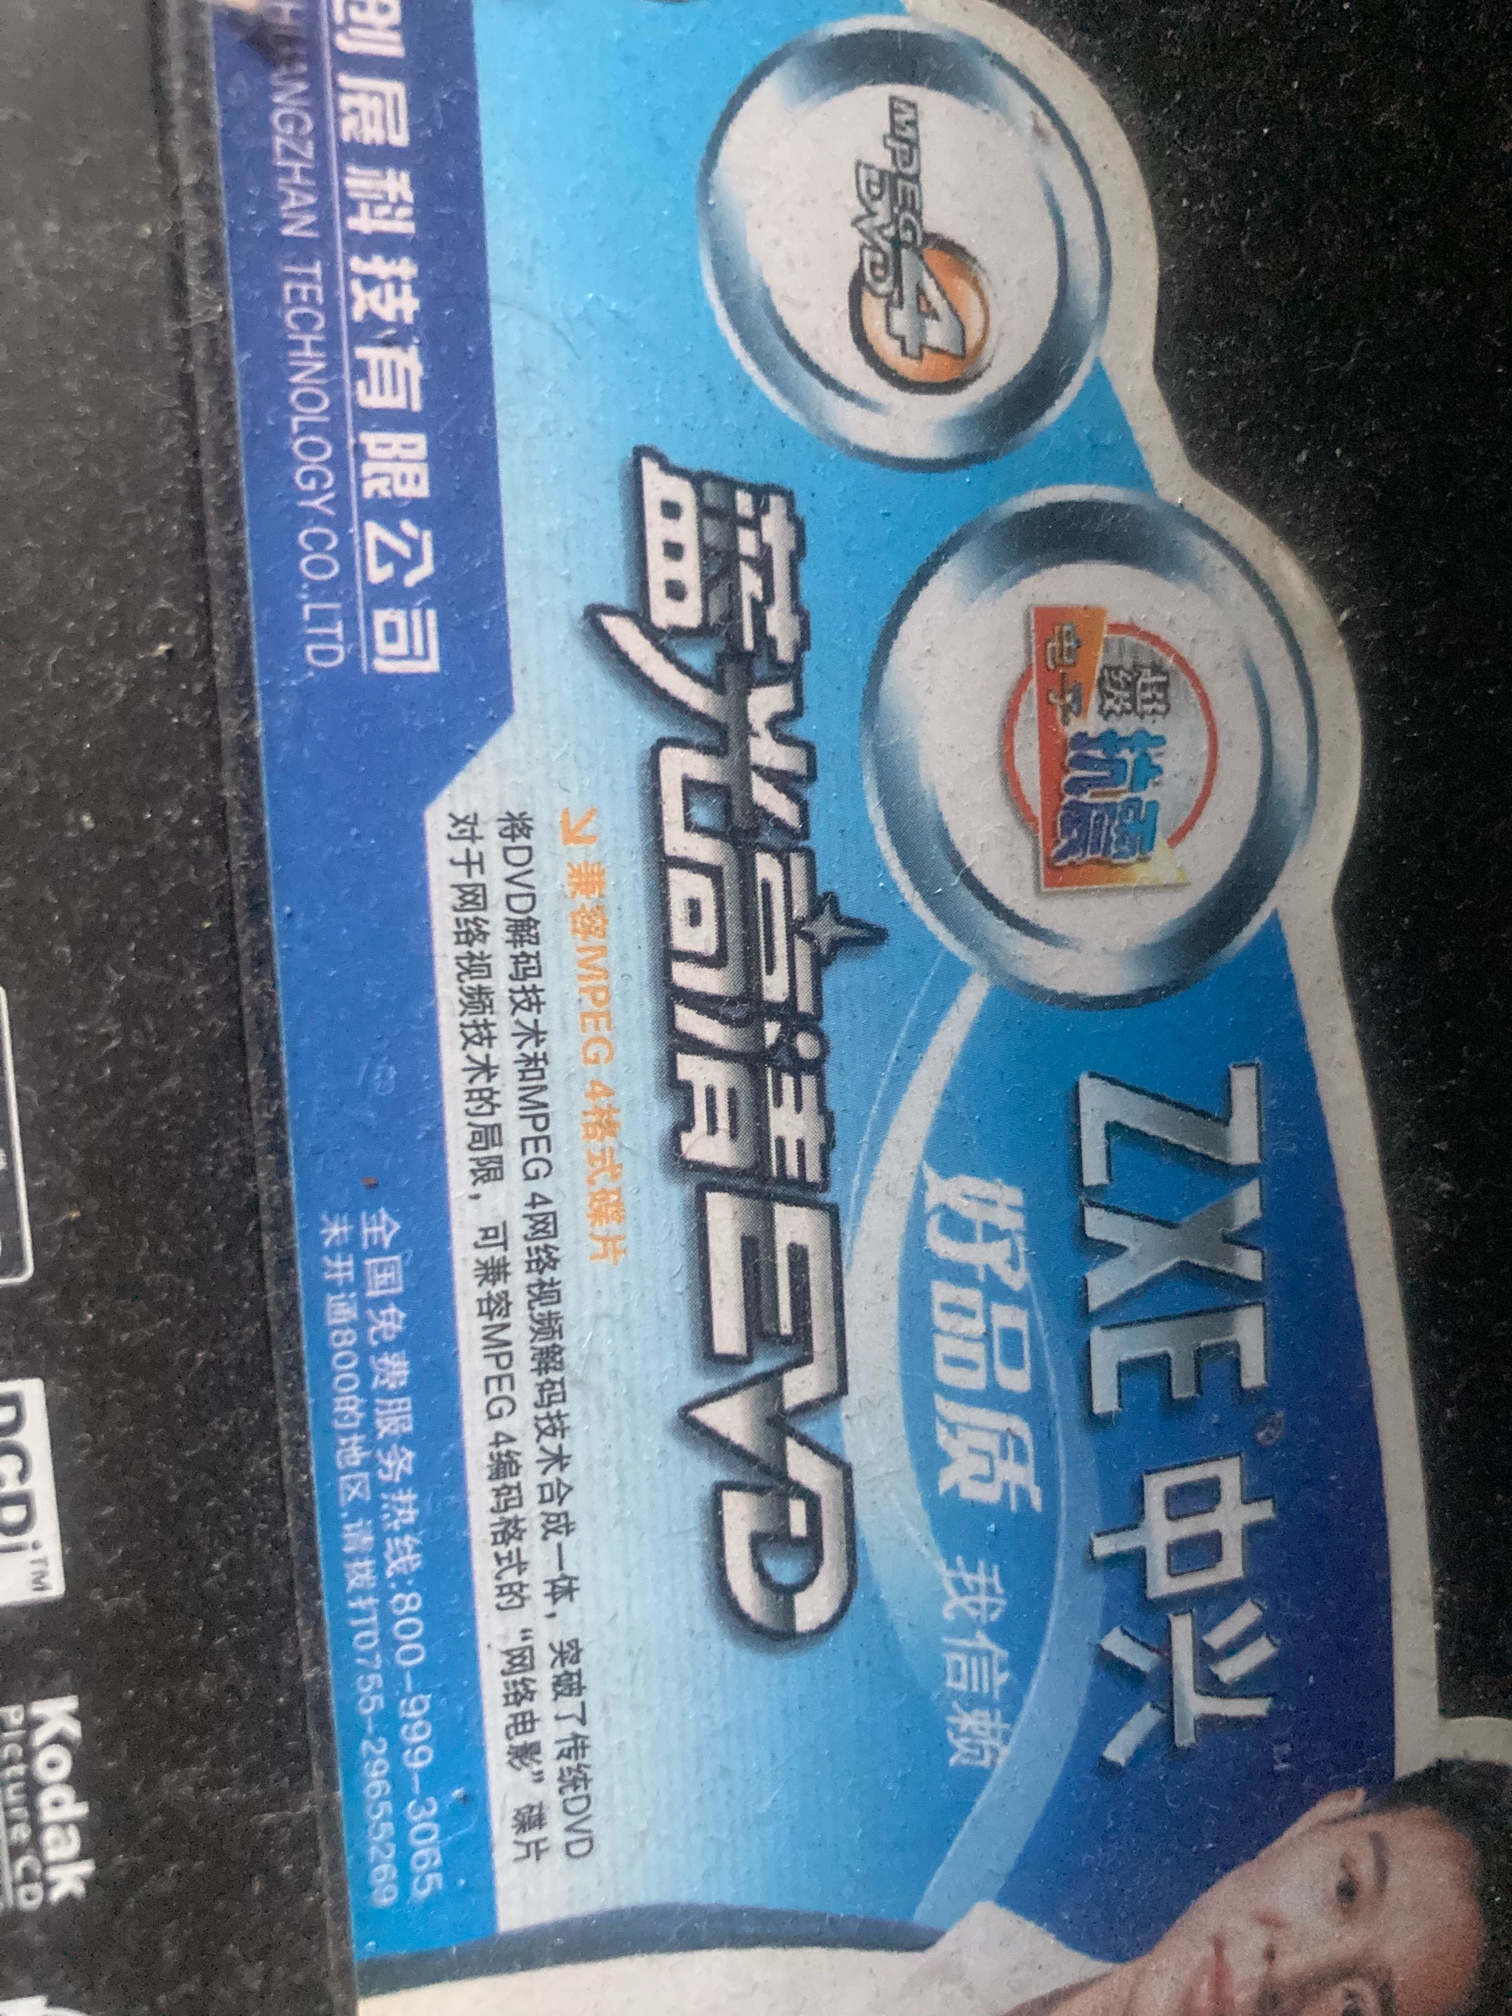 ZXE®中兴
TM
好品质 我信赖
MPEG4
DVD
超级
抗震
电子
蓝光高清EVD
兼容MPEG 4格式碟片
将DVD解码技术和MPEG 4网络视频解码技术合成一体，突破了传统DVD
对于网络视频技术的局限，可兼容MPEG 4编码格式的“网络电影”碟片
创展科技有限公司
HUANGZHAN TECHNOLOGY CO.,LTD.
全国免费服务热线:800-999-3065
未开通800的地区,请拨打0755-29655269
Kodak
Picture CD